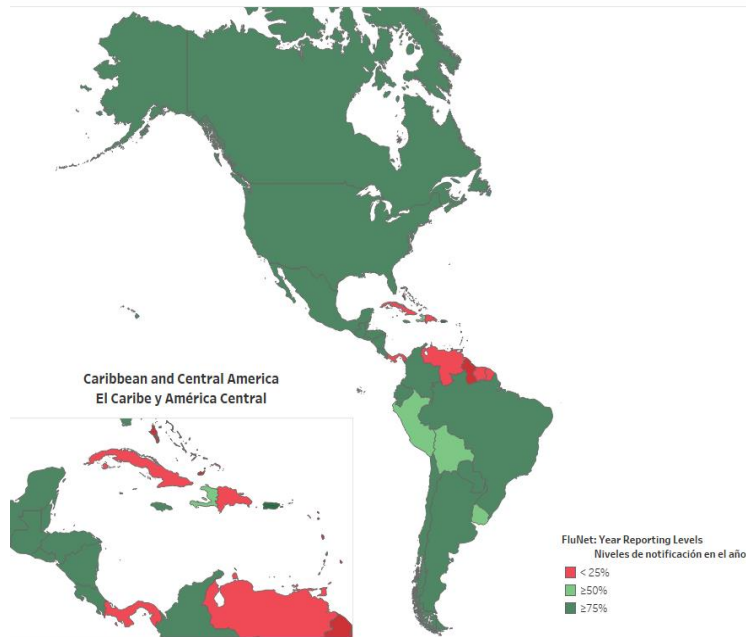 Caribbean and Central America
El Caribe y América Central
FluNet: Year Reporting Levels
Niveles de notificación en el año
< 25%
≥50%
≥75%